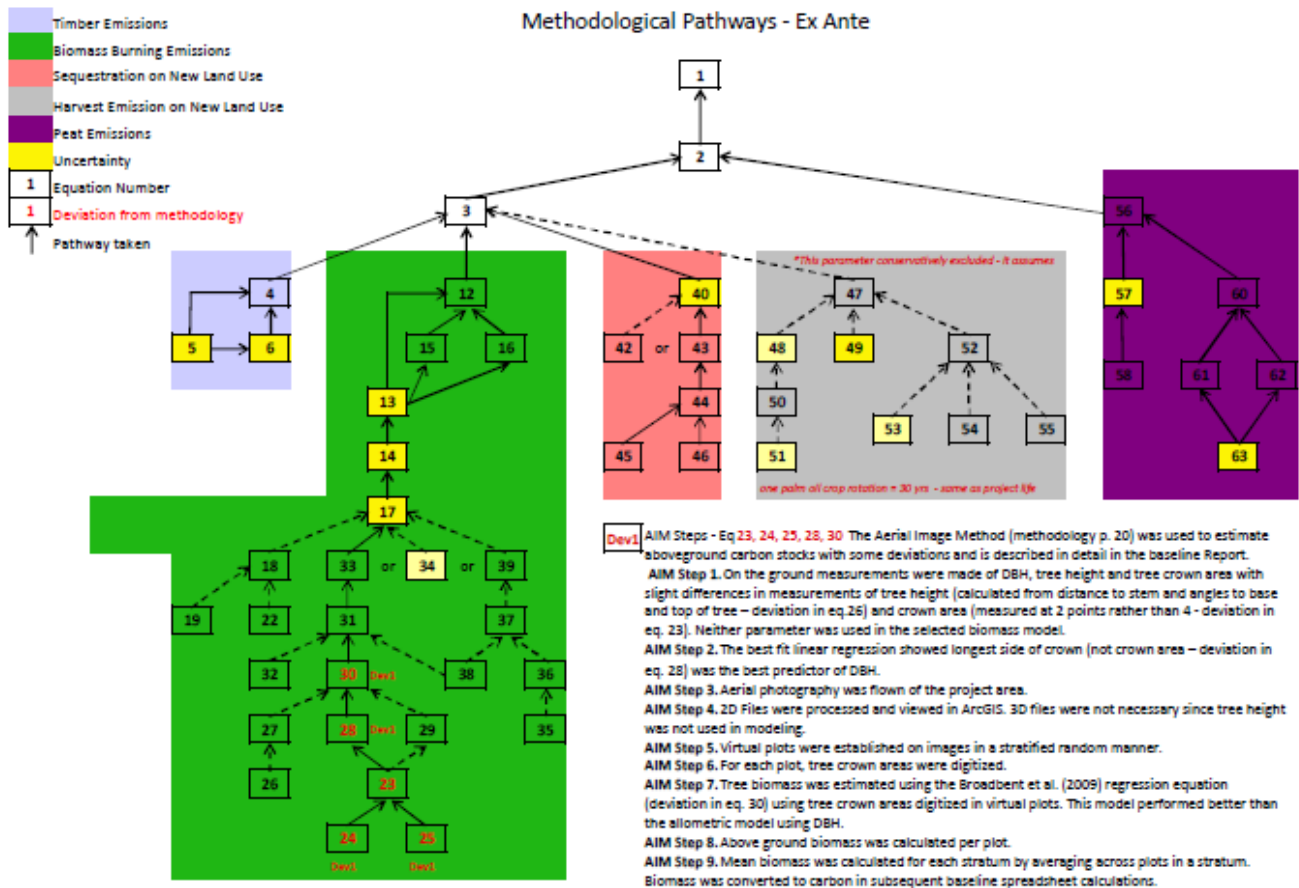 Methodological Pathways - Ex Ante
Timber Emissions
Biomass Burning Emissions
Sequestration on New Land Use
Harvest Emission on New Land Use
Peat Emissions
Uncertainty
1 Equation Number
1 Deviation from methodology
Pathway taken
1
2
3
56
*This parameter conservatively excluded - it assumes
4 12 40 47 57 60
5 6 15 16 42 or 43 48 49 52 58 61 62
13 44 50 53 54 55
14 45 46 51 63
one palm oil crop rotation = 30 yrs - same as project life
17
18 33 or 34 or 39
19 22 31 37
32 30 Dev1 38 36
27 28 Dev1 29 35
26 23
24 25
Dev1 Dev1
Dev1 AIM Steps - Eq 23, 24, 25, 28, 30 The Aerial Image Method (methodology p. 20) was used to estimate
aboveground carbon stocks with some deviations and is described in detail in the baseline Report.
AIM Step 1. On the ground measurements were made of DBH, tree height and tree crown area with
slight differences in measurements of tree height (calculated from distance to stem and angles to base
and top of tree – deviation in eq.26) and crown area (measured at 2 points rather than 4 - deviation in
eq. 23). Neither parameter was used in the selected biomass model.
AIM Step 2. The best fit linear regression showed longest side of crown (not crown area – deviation in
eq. 28) was the best predictor of DBH.
AIM Step 3. Aerial photography was flown of the project area.
AIM Step 4. 2D Files were processed and viewed in ArcGIS. 3D files were not necessary since tree height
was not used in modeling.
AIM Step 5. Virtual plots were established on images in a stratified random manner.
AIM Step 6. For each plot, tree crown areas were digitized.
AIM Step 7. Tree biomass was estimated using the Broadbent et al. (2009) regression equation
(deviation in eq. 30) using tree crown areas digitized in virtual plots. This model performed better than
the allometric model using DBH.
AIM Step 8. Above ground biomass was calculated per plot.
AIM Step 9. Mean biomass was calculated for each stratum by averaging across plots in a stratum.
Biomass was converted to carbon in subsequent baseline spreadsheet calculations.